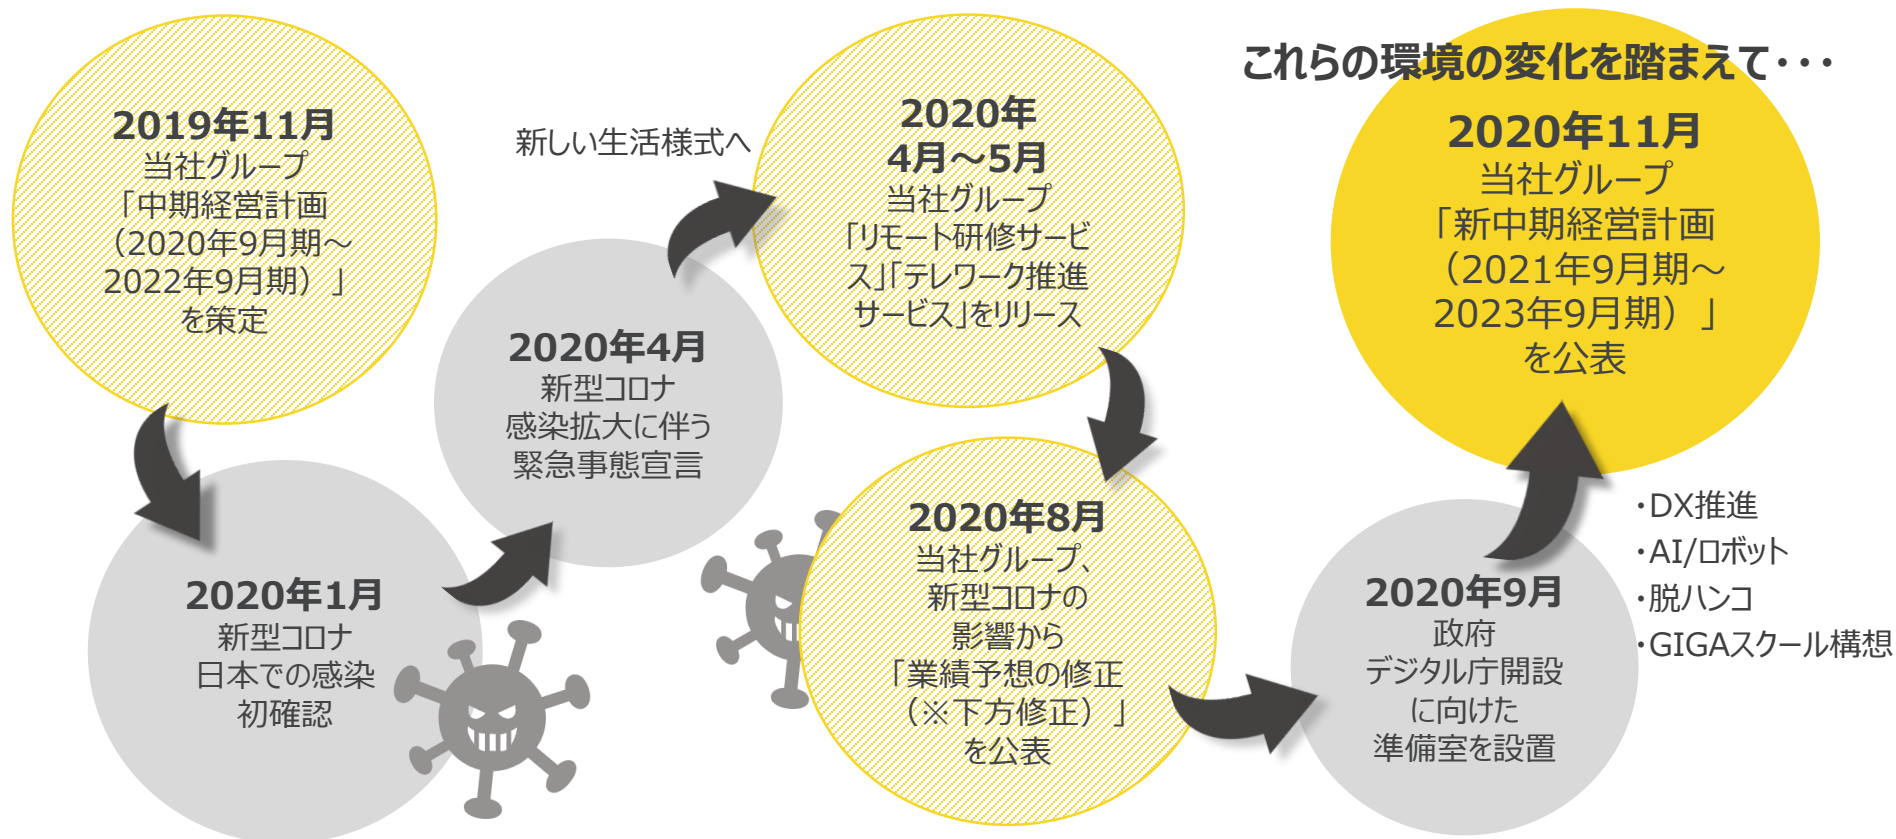 2019年11月
当社グループ
「中期経営計画
（2020年9月期～
2022年9月期）」
を策定
2020年1月
新型コロナ
日本での感染
初確認
2020年4月
新型コロナ
感染拡大に伴う
緊急事態宣言
新しい生活様式へ
2020年
4月～5月
当社グループ
「リモート研修サービ
ス」「テレワーク推進
サービス」をリリース
2020年8月
当社グループ、
新型コロナの
影響から
「業績予想の修正
（※下方修正）」
を公表
2020年9月
政府
デジタル庁開設
に向けた
準備室を設置
・DX推進
・AI/ロボット
・脱ハンコ
・GIGAスクール構想
これらの環境の変化を踏まえて・・・
2020年11月
当社グループ
「新中期経営計画
（2021年9月期～
2023年9月期）」
を公表